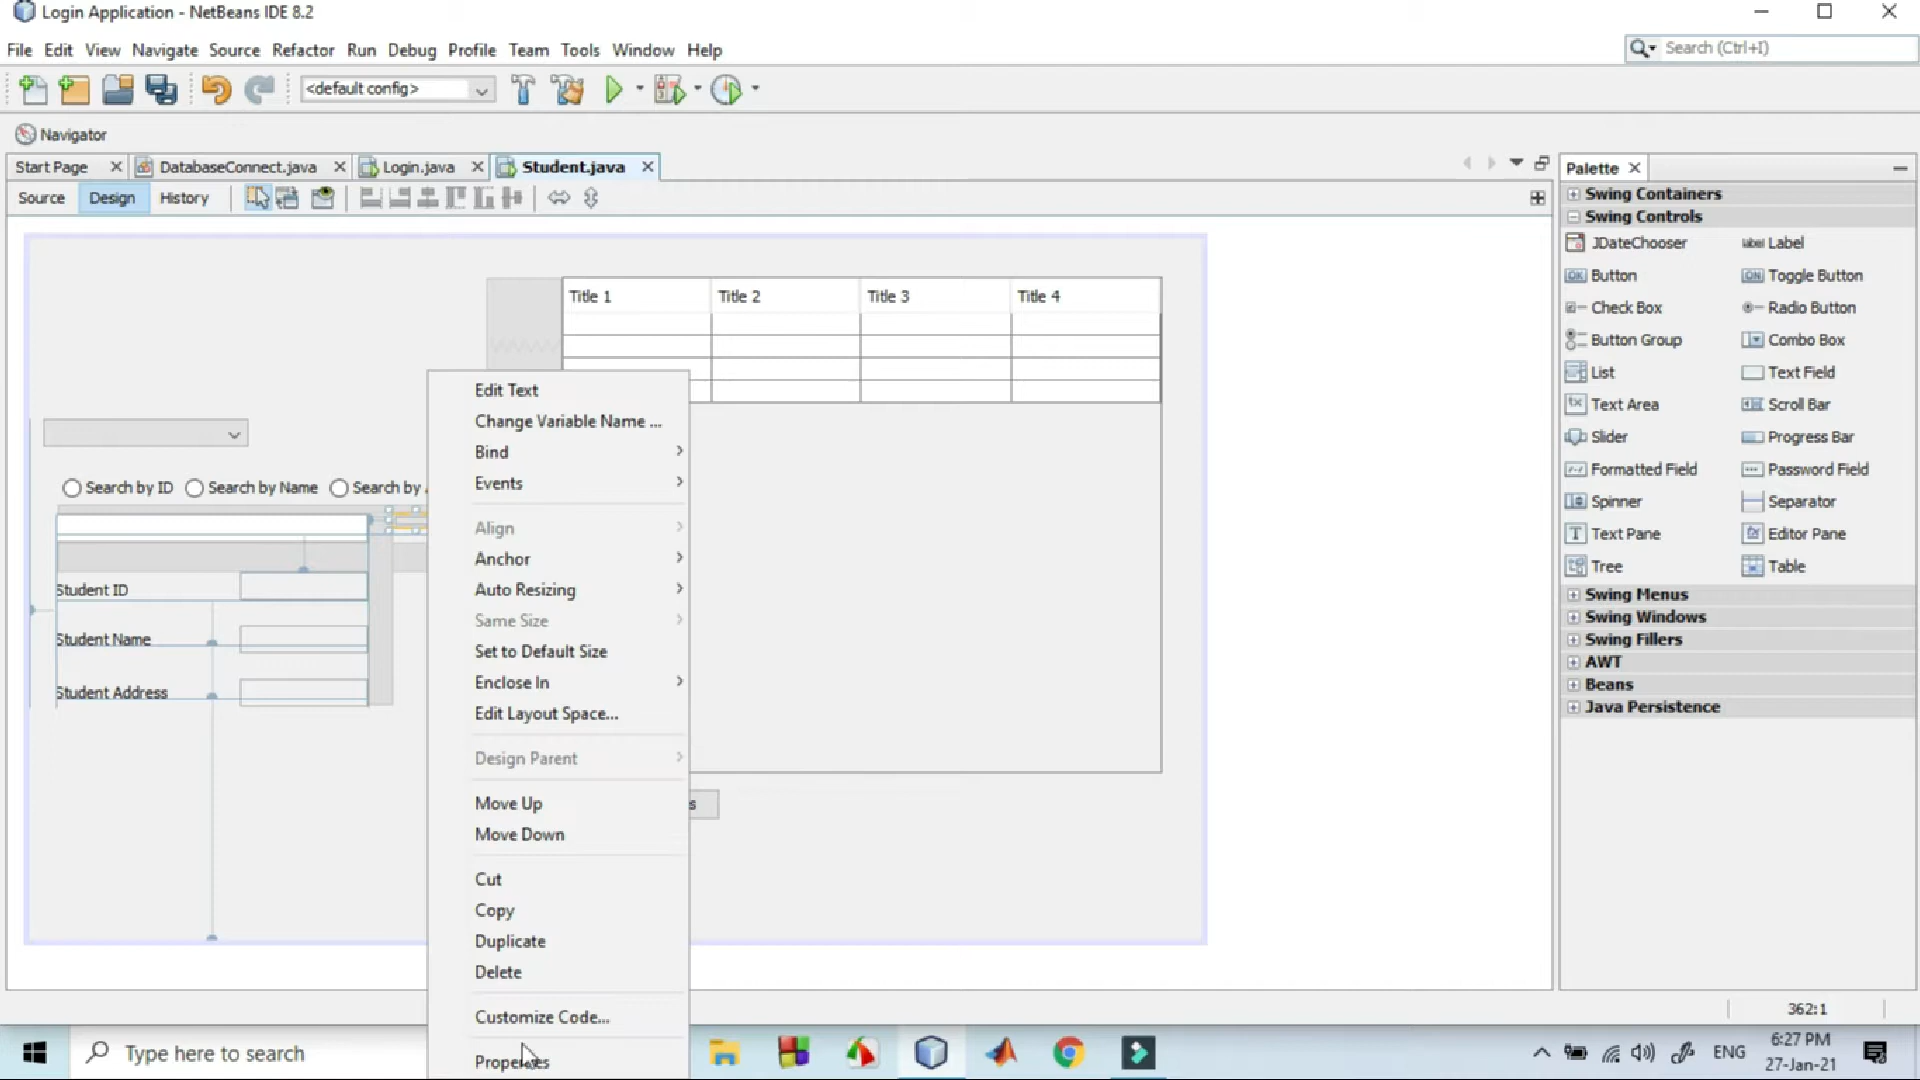 Login Application - NetBeans IDE 8.2
File Edit View Navigate Source Refactor Run Debug Profile Team Tools Window Help
Search (Ctrl+I)
<default config>
Navigator
Start Page DatabaseConnect.java Login.java Student.java
Source Design History
Title 1 Title 2 Title 3 Title 4
Search by ID Search by Name Search by
Student ID
Student Name
Student Address
s
Edit Text
Change Variable Name ...
Bind
Events
Align
Anchor
Auto Resizing
Same Size
Set to Default Size
Enclose In
Edit Layout Space...
Design Parent
Move Up
Move Down
Cut
Copy
Duplicate
Delete
Customize Code...
Properties
Palette
Swing Containers
Swing Controls
JDateChooser Label
Button Toggle Button
Check Box Radio Button
Button Group Combo Box
List Text Field
Text Area Scroll Bar
Slider Progress Bar
Formatted Field Password Field
Spinner Separator
Text Pane Editor Pane
Tree Table
Swing Menus
Swing Windows
Swing Fillers
AWT
Beans
Java Persistence
362:1
Type here to search
ENG
6:27 PM
27-Jan-21